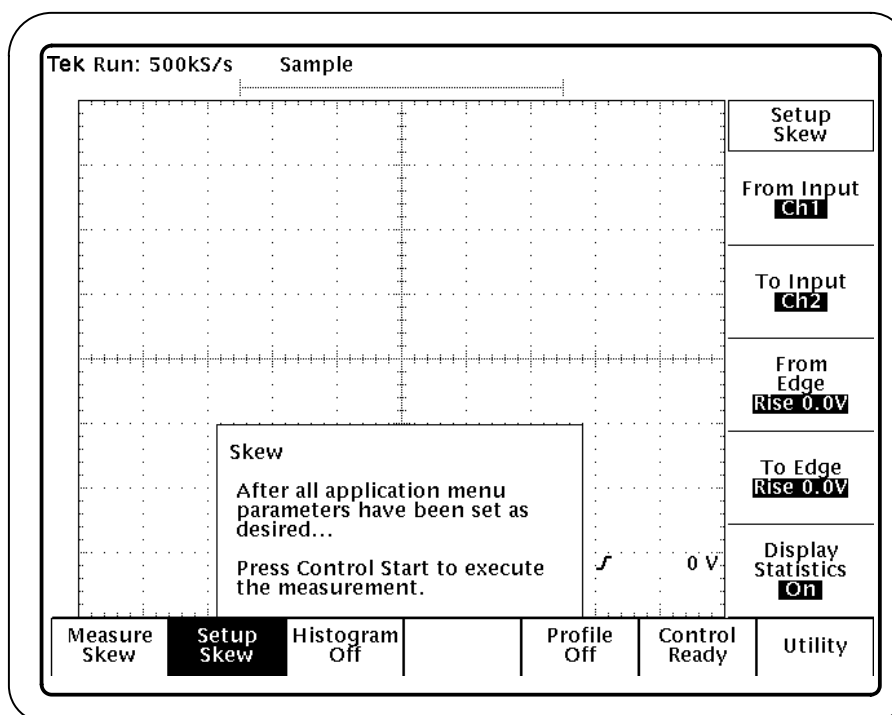 Tek Run: 500kS/s Sample
Setup
Skew
From Input
Ch1
To Input
Ch2
From
Edge
Rise 0.0V
To Edge
Rise 0.0V
Display
Statistics
On
Skew
After all application menu
parameters have been set as
desired...
Press Control Start to execute
the measurement.
0 V
Measure
Skew
Setup
Skew
Histogram
Off
Profile
Off
Control
Ready
Utility